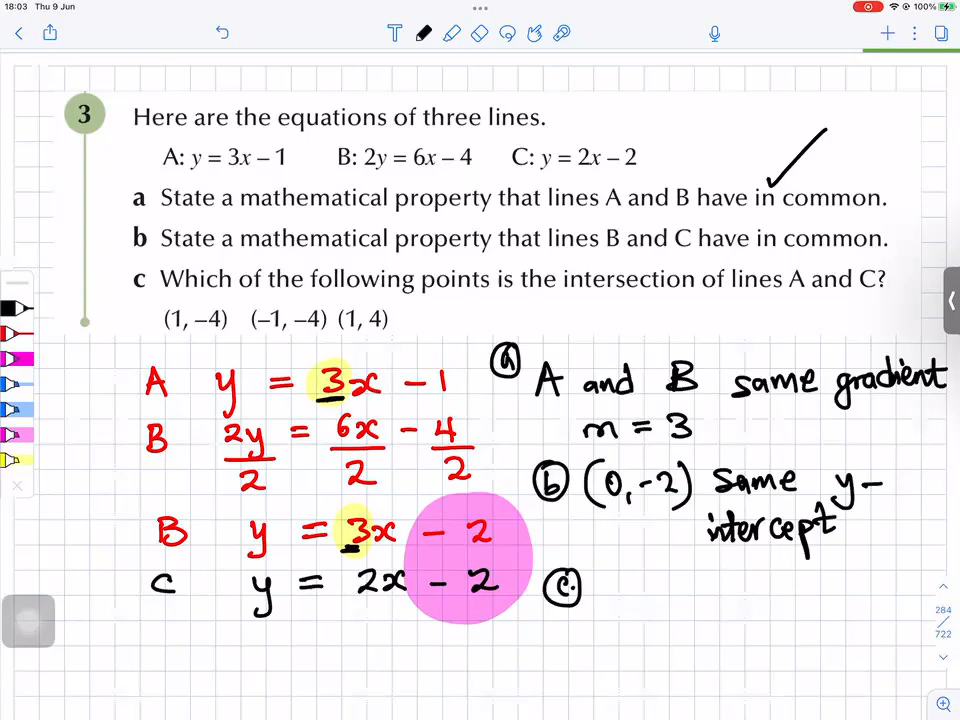 18:03 Thu 9 Jun
100%
T
3 Here are the equations of three lines.
A: y = 3x – 1 B: 2y = 6x – 4 C: y = 2x – 2
a State a mathematical property that lines A and B have in common.
b State a mathematical property that lines B and C have in common.
c Which of the following points is the intersection of lines A and C?
(1, –4) (–1, –4) (1, 4)
A y = 3x - 1
B 2y/2 = 6x/2 - 4/2
B y = 3x - 2
C y = 2x - 2
(a) A and B same gradient
m = 3
(b) (0, -2) same y-
intercept
(c)
284
/
722